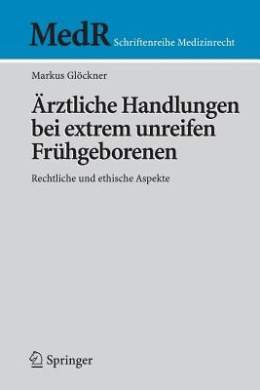 MedR Schriftenreihe Medizinrecht
Markus Glöckner
Ärztliche Handlungen
bei extrem unreifen
Frühgeborenen
Rechtliche und ethische Aspekte
Springer